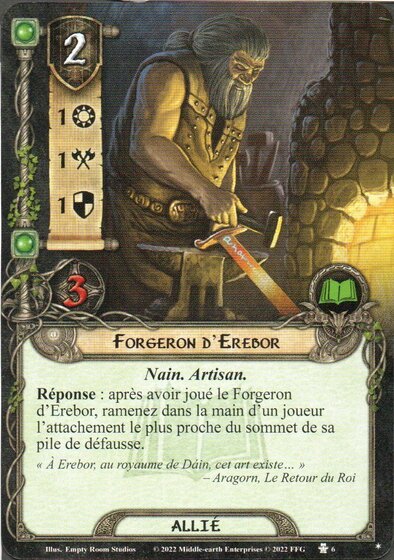 2
1
1
1
3
Forgeron d'Erebor
Nain. Artisan.
Réponse : après avoir joué le Forgeron
d'Erebor, ramenez dans la main d'un joueur
l'attachement le plus proche du sommet de sa
pile de défausse.
« À Erebor, au royaume de Dáin, cet art existe… »
– Aragorn, Le Retour du Roi
Allié
Illus. Empty Room Studios © 2022 Middle-earth Enterprises © 2022 FFG 6